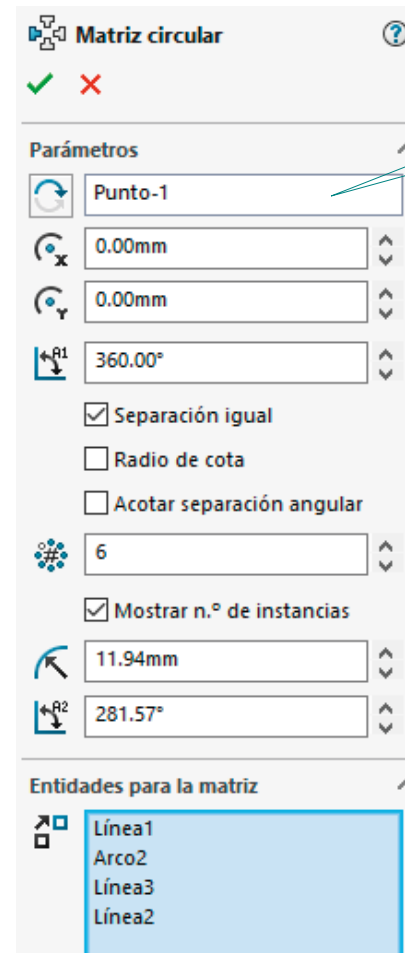 Matriz circular
Parámetros
Punto-1
0.00mm
0.00mm
360.00°
Separación igual
Radio de cota
Acotar separación angular
6
Mostrar n.º de instancias
11.94mm
281.57°
Entidades para la matriz
Línea1
Arco2
Línea3
Línea2